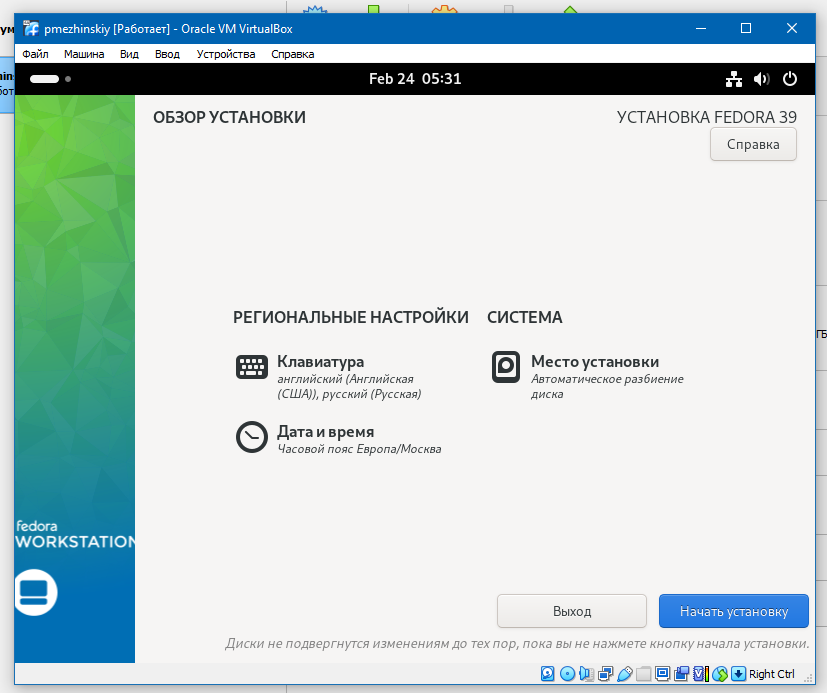 pmezhinskiy [Работает] - Oracle VM VirtualBox
Файл Машина Вид Ввод Устройства Справка
Feb 24 05:31
ОБЗОР УСТАНОВКИ
УСТАНОВКА FEDORA 39
Справка
РЕГИОНАЛЬНЫЕ НАСТРОЙКИ
Клавиатура
английский (Английская
(США)), русский (Русская)
Дата и время
Часовой пояс Европа/Москва
СИСТЕМА
Место установки
Автоматическое разбиение
диска
fedora
WORKSTATION
Выход
Начать установку
Диски не подвергнутся изменениям до тех пор, пока вы не нажмете кнопку начала установки.
Right Ctrl